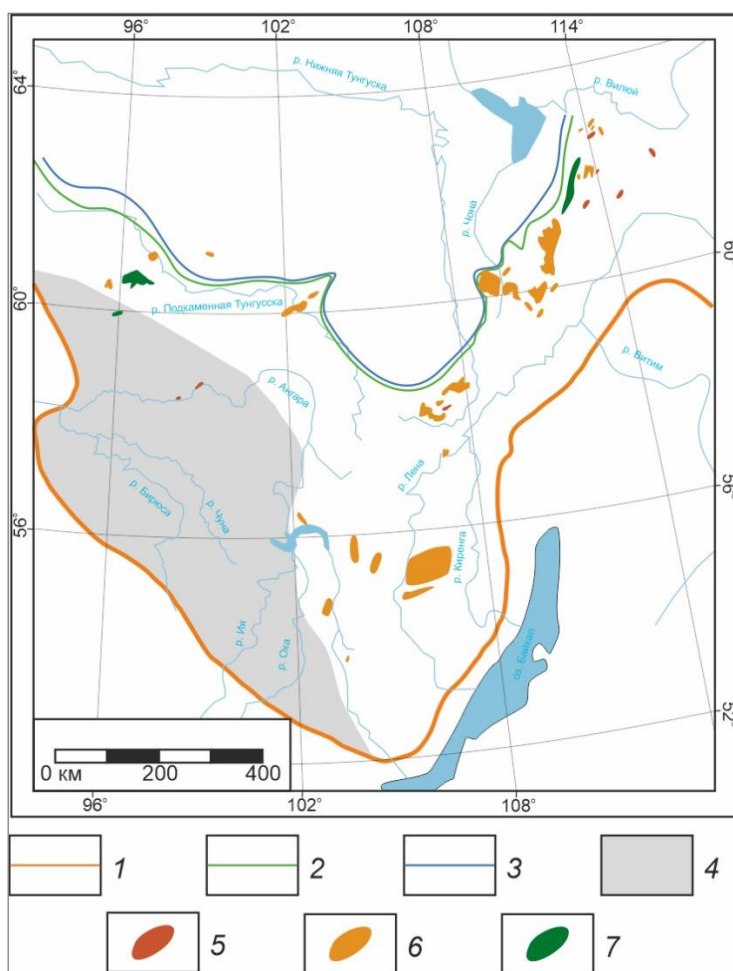 96° 102° 108° 114°
64°
р. Нижняя Тунгуска
р. Вилюй
р. Чона
60
60°
р. Подкаменная Тунгусска
р. Витим
р. Ангара
р. Лена
р. Бирюса
р. Чуна
56
56°
р. Киренга
р. Ия
р. Ока
оз. Байкал
52
0 км 200 400
96° 102° 108°
1 2 3 4
5 6 7